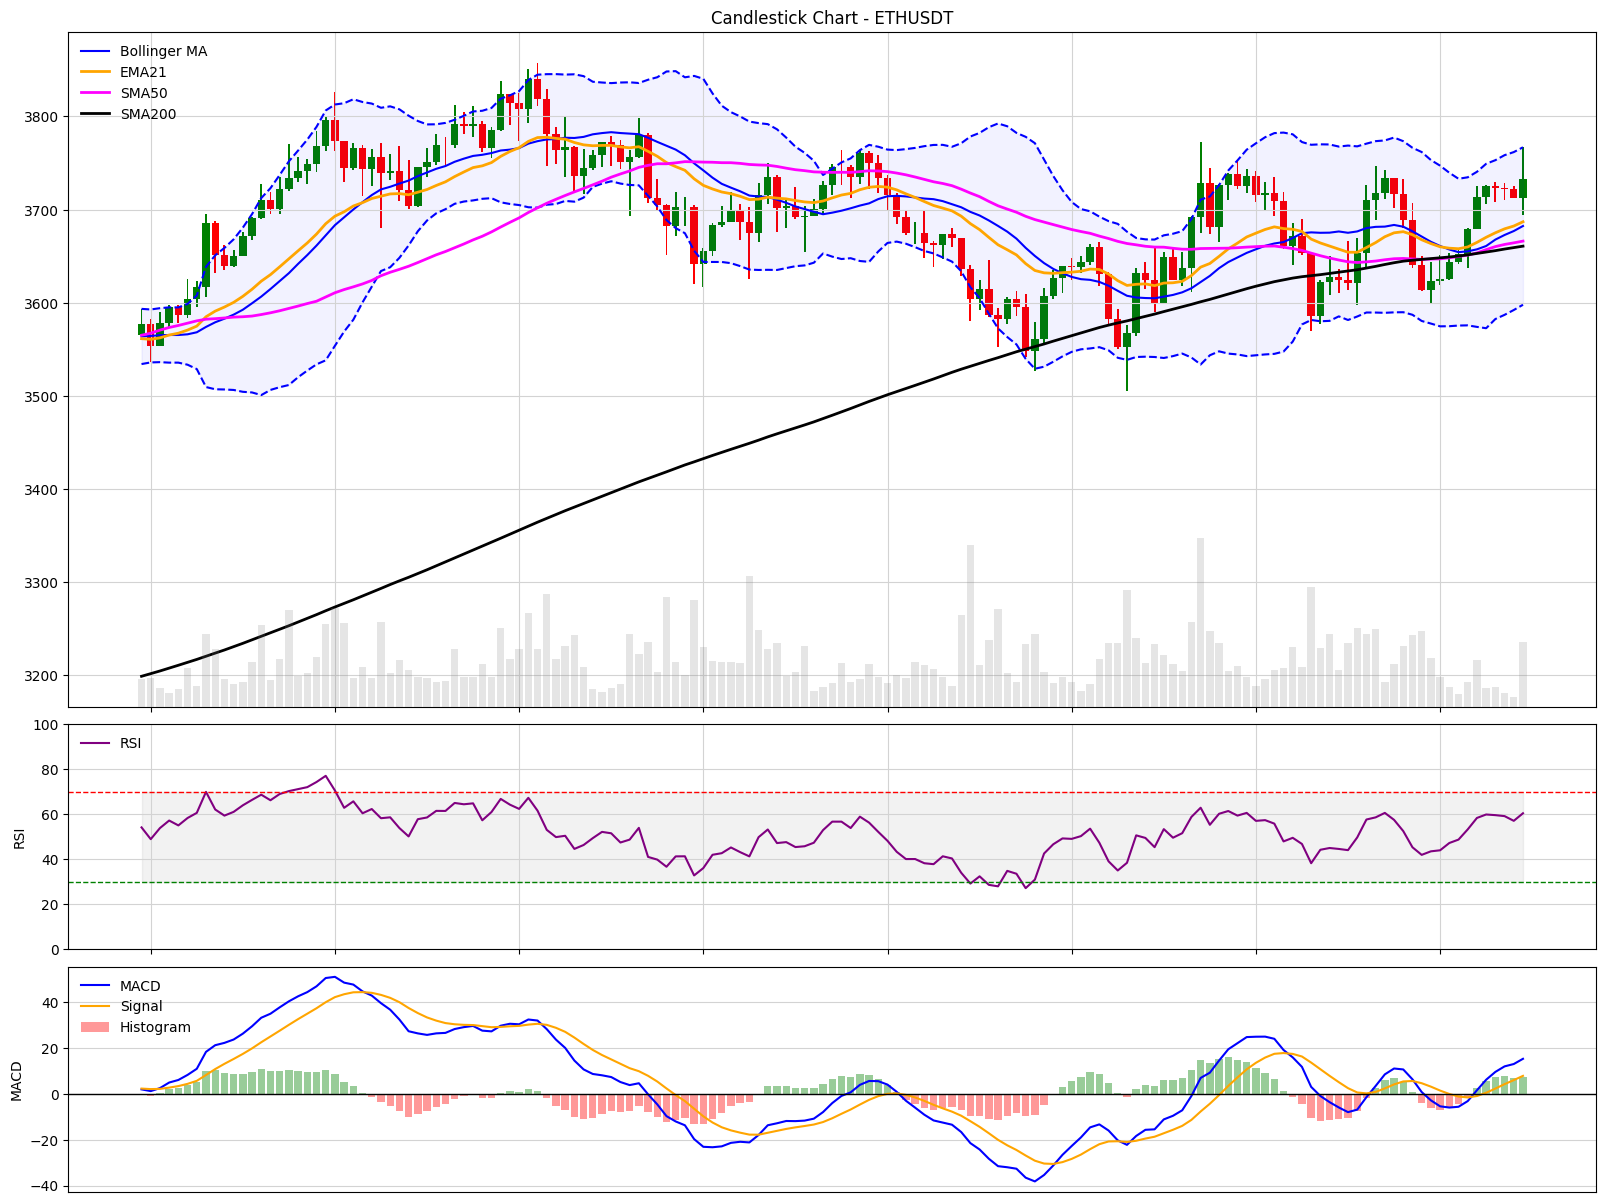 Candlestick Chart - ETHUSDT
Bollinger MA
EMA21
SMA50
SMA200
3800
3700
3600
3500
3400
3300
3200
RSI
RSI
100
80
60
40
20
0
MACD
Signal
Histogram
MACD
40
20
0
−20
−40